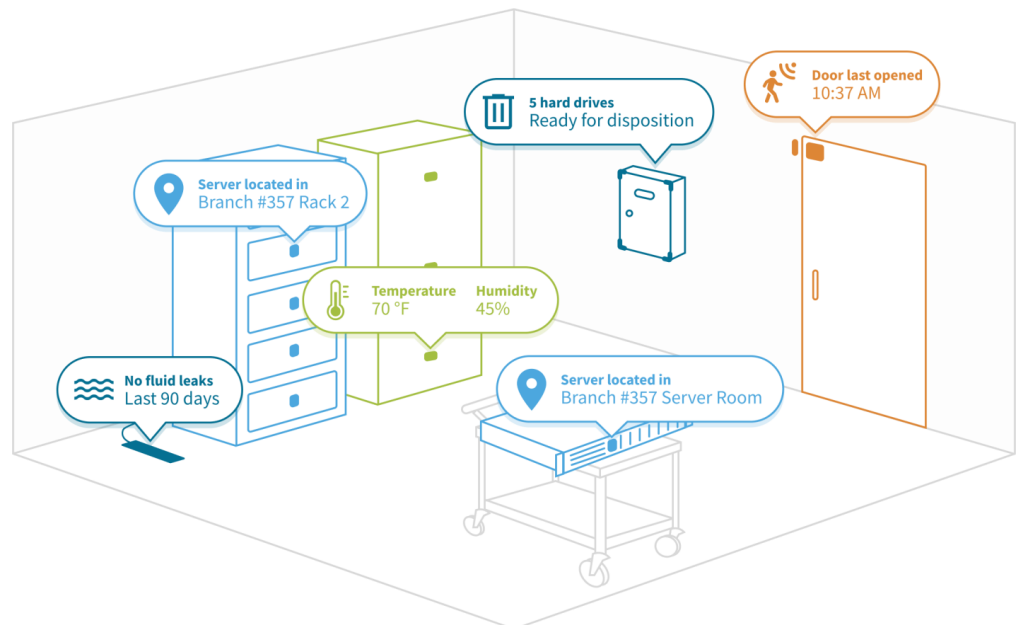 Door last opened
10:37 AM
5 hard drives
Ready for disposition
Server located in
Branch #357 Rack 2
Temperature Humidity
70 °F 45%
No fluid leaks
Last 90 days
Server located in
Branch #357 Server Room